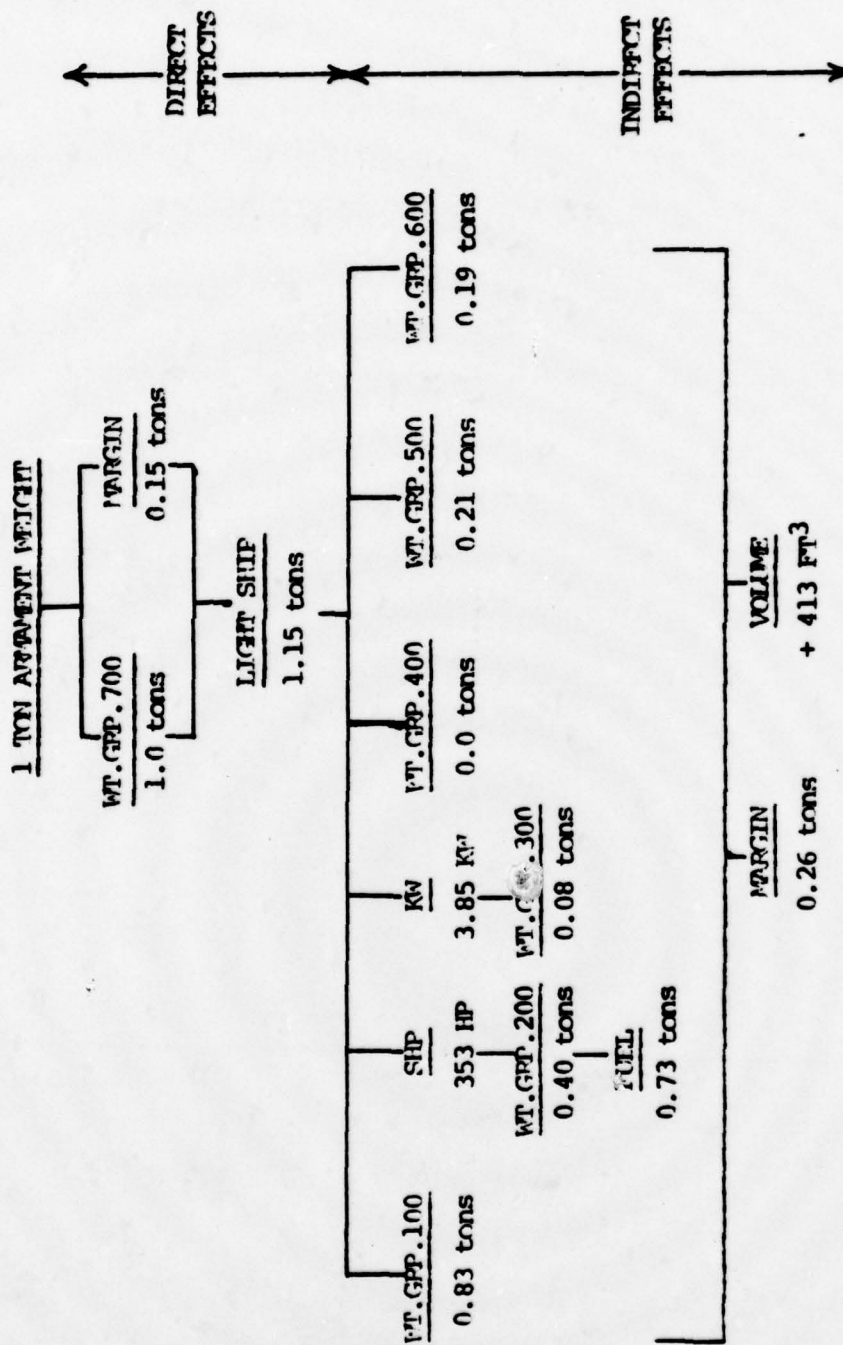 1 TON ARMAMENT WEIGHT
WT.GRP.700
1.0 tons
MARGIN
0.15 tons
LIGHT SHIP
1.15 tons
DIRECT
EFFECTS
WT.GRP.100
0.83 tons
SHP
353 HP
WT.GRP.200
0.40 tons
FUEL
0.73 tons
KW
3.85 KW
WT.G .300
0.08 tons
WT.GRP.400
0.0 tons
WT.GRP.500
0.21 tons
WT.GRP.600
0.19 tons
INDIRECT
EFFECTS
MARGIN
0.26 tons
VOLUME
+ 413 FT³